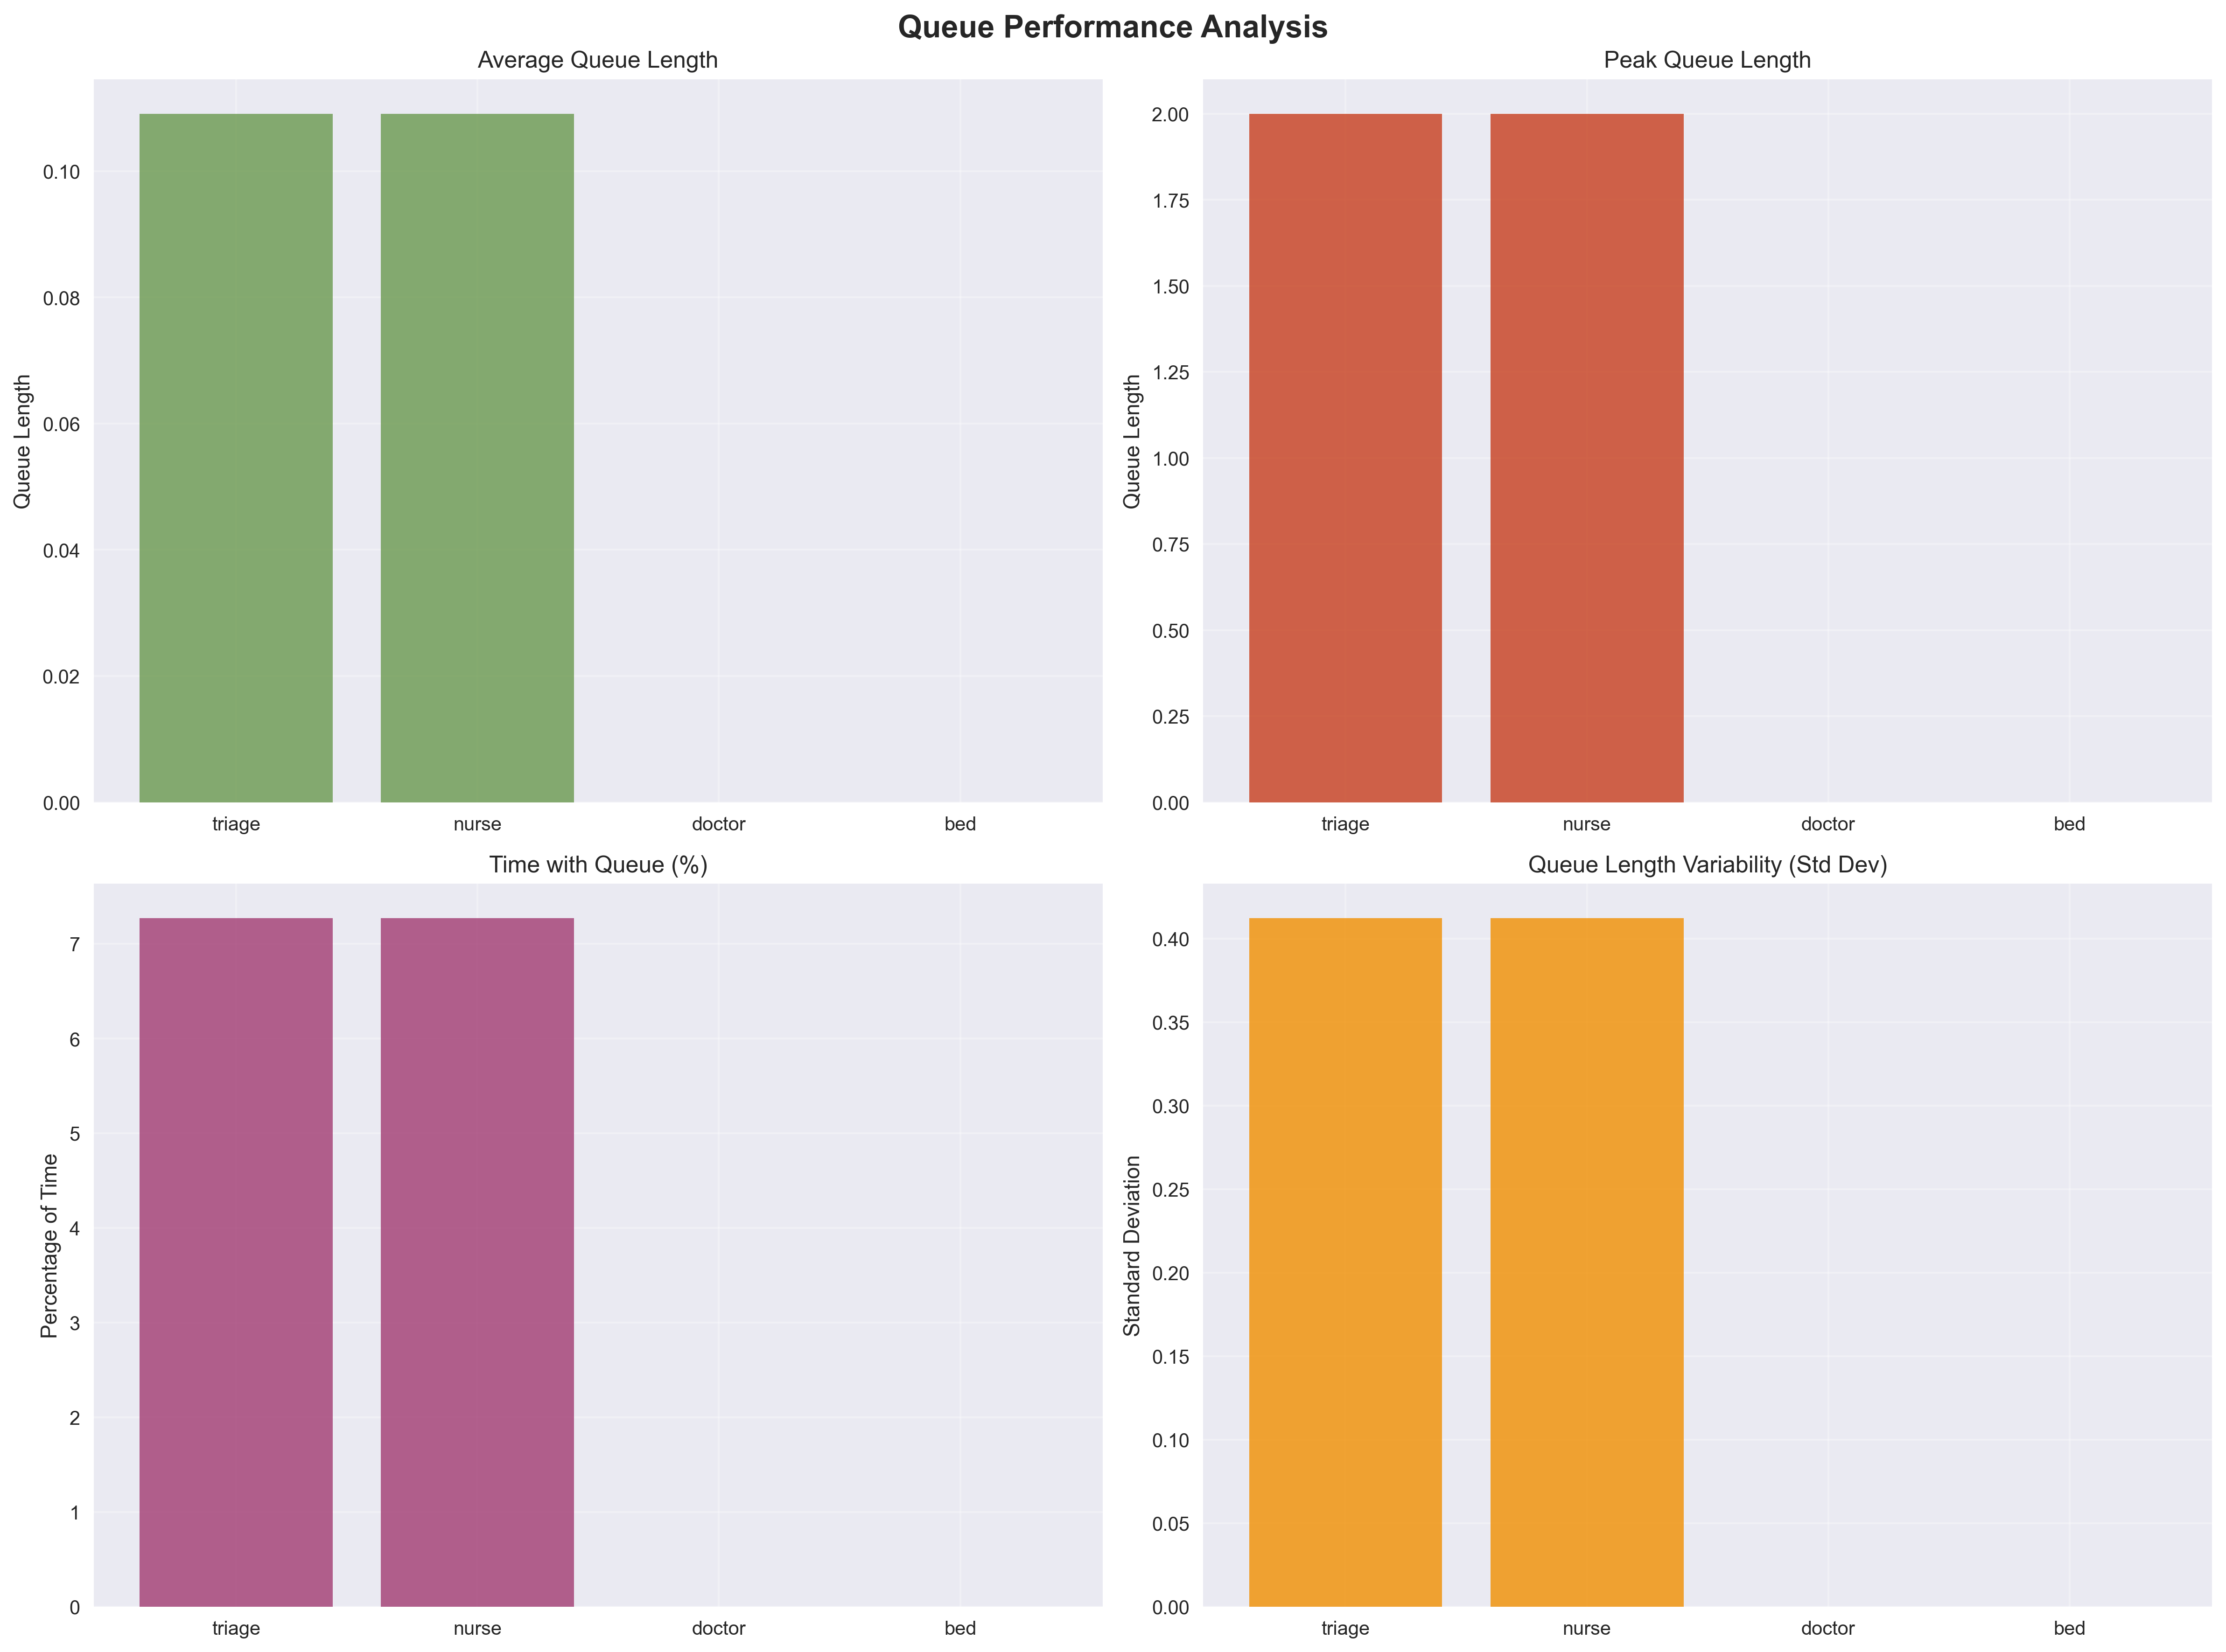 Queue Performance Analysis
Average Queue Length
Queue Length
0.10
0.08
0.06
0.04
0.02
0.00
triage nurse doctor bed
Peak Queue Length
Queue Length
2.00
1.75
1.50
1.25
1.00
0.75
0.50
0.25
0.00
triage nurse doctor bed
Time with Queue (%)
Percentage of Time
7
6
5
4
3
2
1
0
triage nurse doctor bed
Queue Length Variability (Std Dev)
Standard Deviation
0.40
0.35
0.30
0.25
0.20
0.15
0.10
0.05
0.00
triage nurse doctor bed